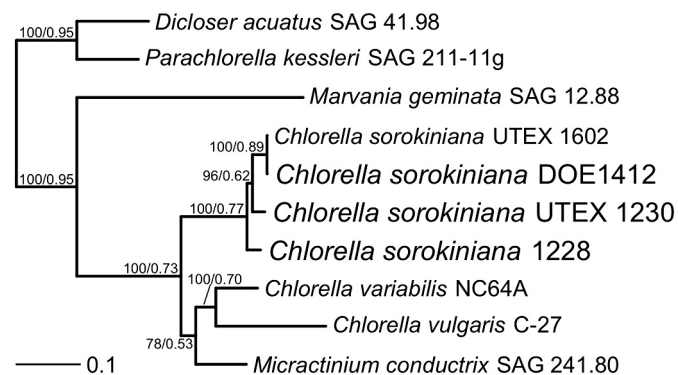 Dicloser acuatus SAG 41.98
100/0.95
Parachlorella kessleri SAG 211-11g
Marvania geminata SAG 12.88
Chlorella sorokiniana UTEX 1602
100/0.89
96/0.62
Chlorella sorokiniana DOE1412
100/0.95
100/0.77
Chlorella sorokiniana UTEX 1230
Chlorella sorokiniana 1228
100/0.73
100/0.70
Chlorella variabilis NC64A
Chlorella vulgaris C-27
78/0.53
Micractinium conductrix SAG 241.80
0.1